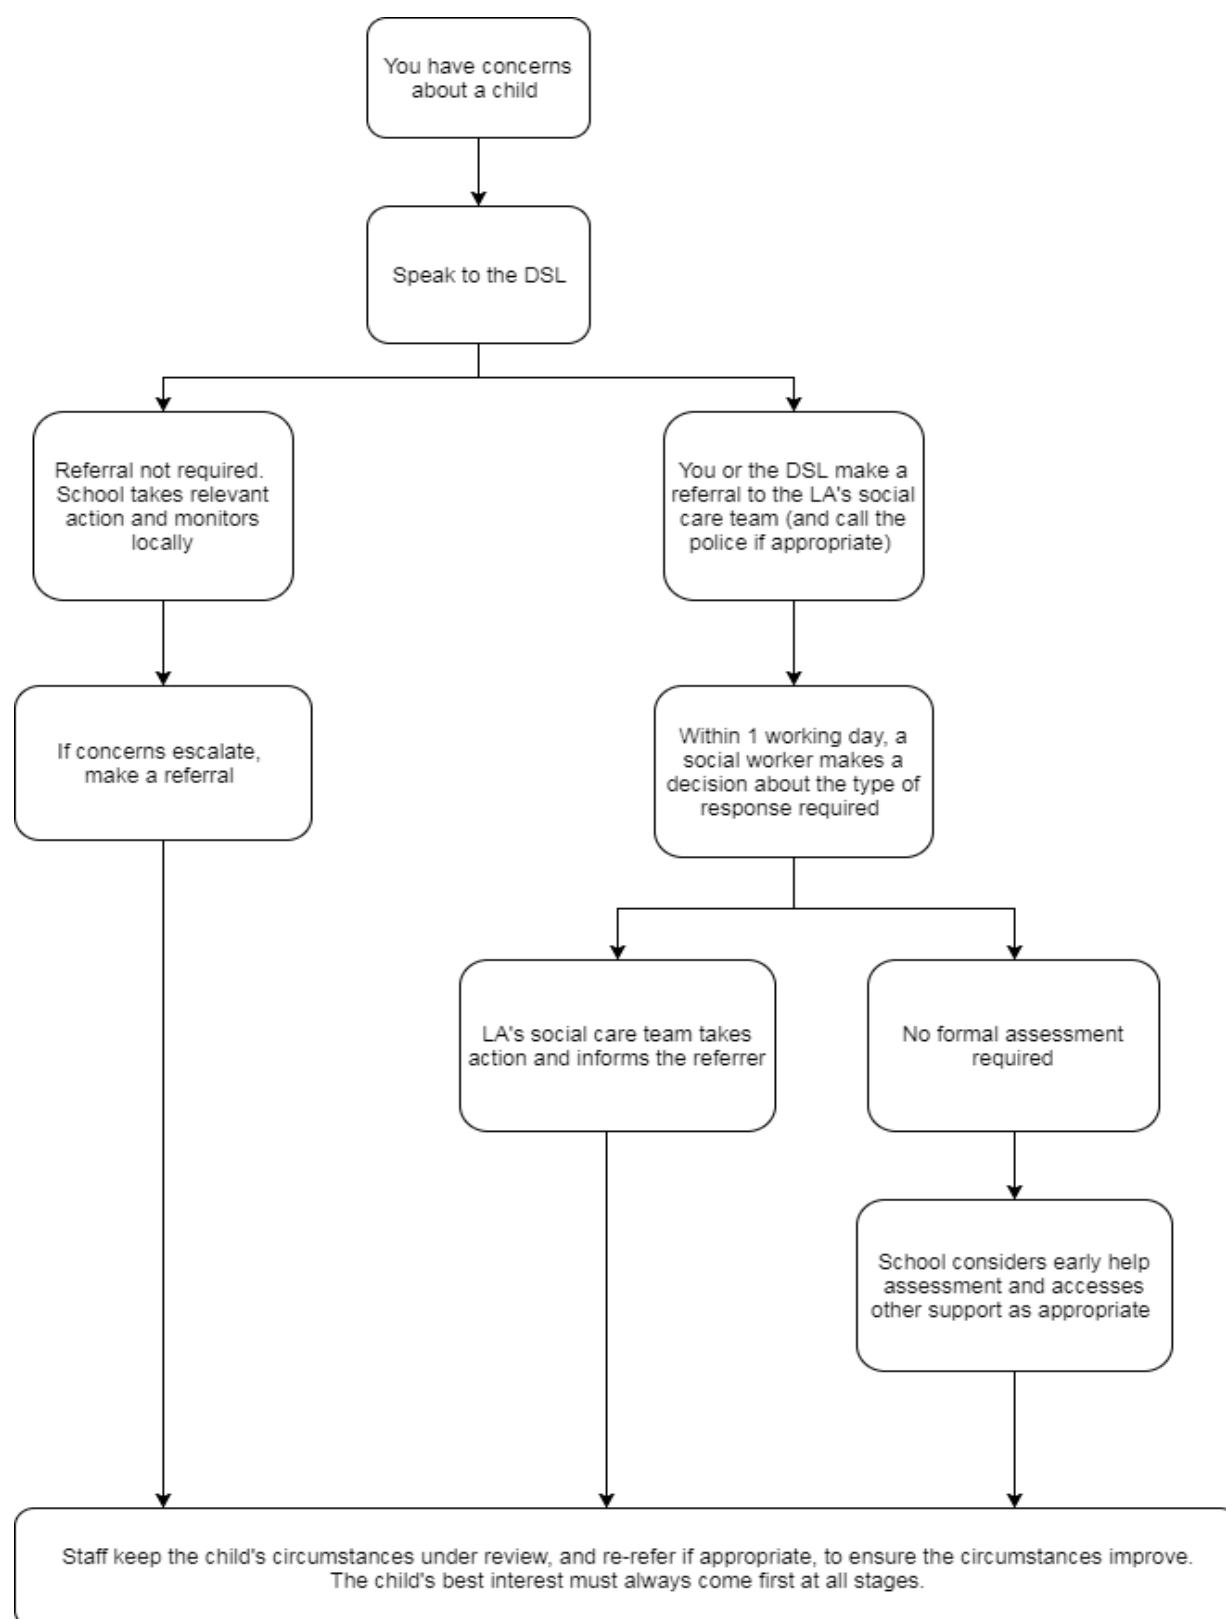 You have concerns
about a child
Speak to the DSL
Referral not required.
School takes relevant
action and monitors
locally
You or the DSL make a
referral to the LA's social
care team (and call the
police if appropriate)
If concerns escalate,
make a referral
Within 1 working day, a
social worker makes a
decision about the type of
response required
LA's social care team takes
action and informs the referrer
No formal assessment
required
School considers early help
assessment and accesses
other support as appropriate
Staff keep the child's circumstances under review, and re-refer if appropriate, to ensure the circumstances improve.
The child's best interest must always come first at all stages.